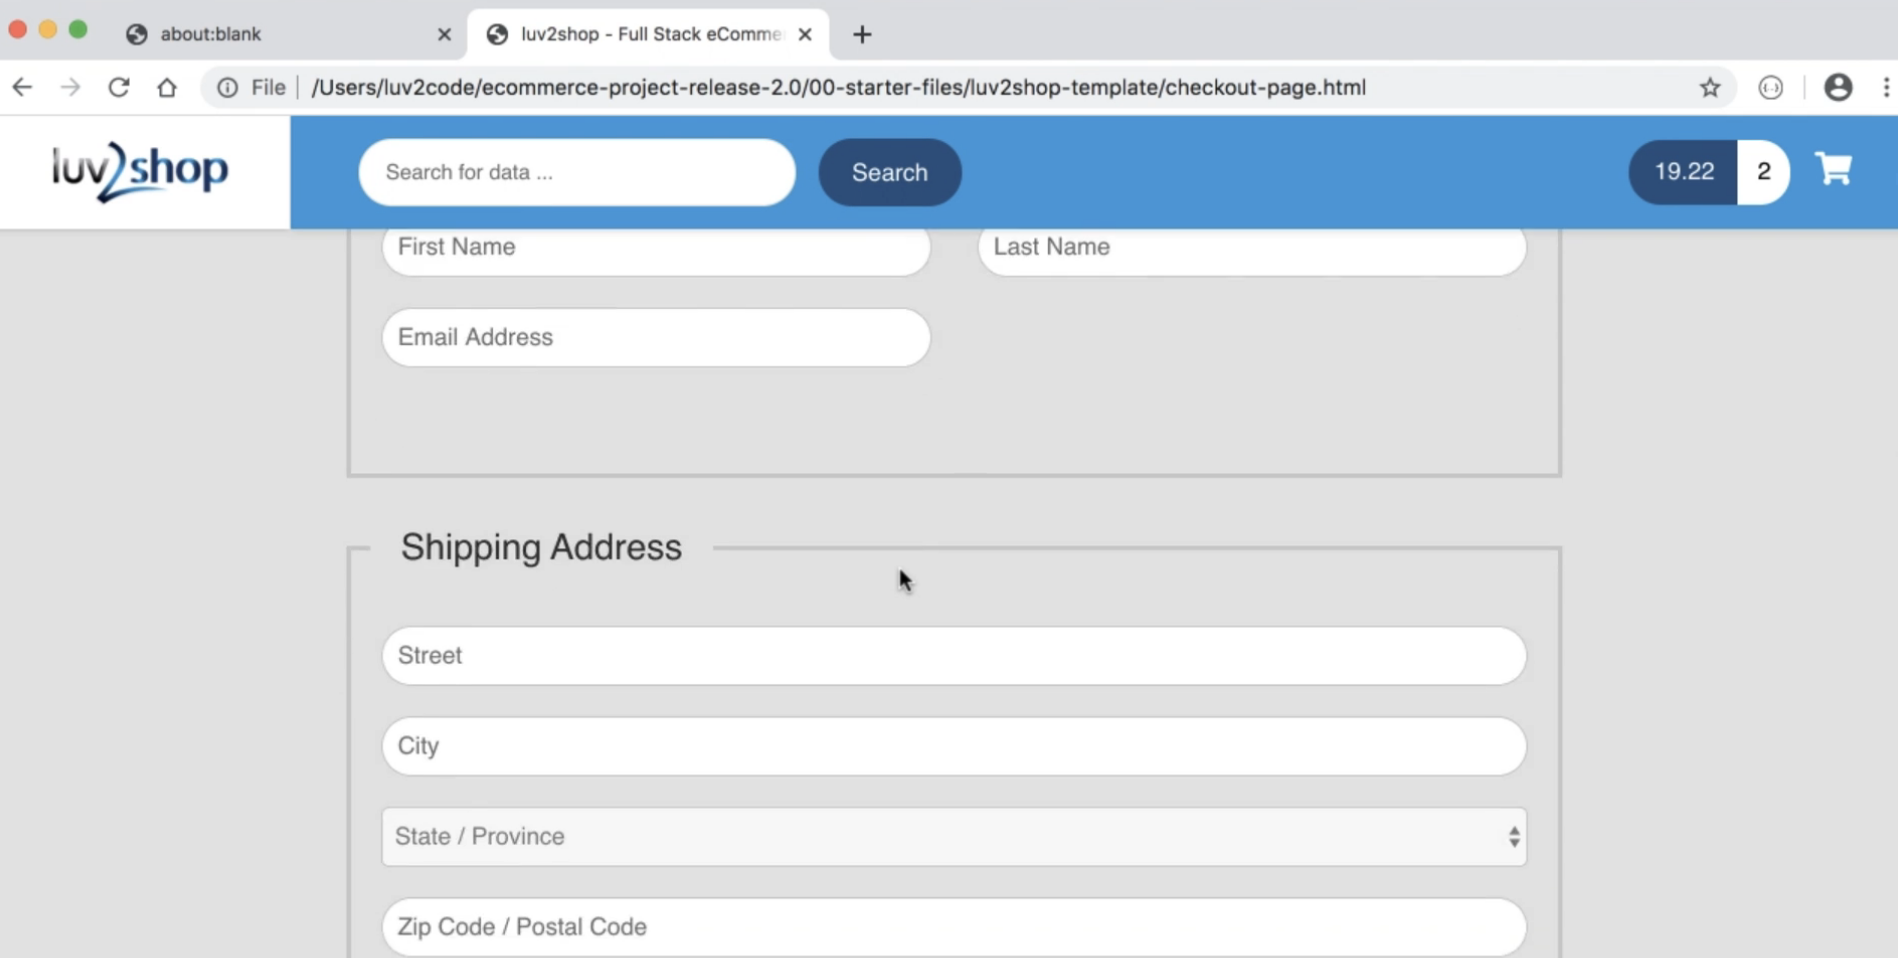 about:blank
luv2shop - Full Stack eComme
File
/Users/luv2code/ecommerce-project-release-2.0/00-starter-files/luv2shop-template/checkout-page.html
luv2shop
Search for data ...
Search
19.22
2
First Name
Last Name
Email Address
Shipping Address
Street
City
State / Province
Zip Code / Postal Code